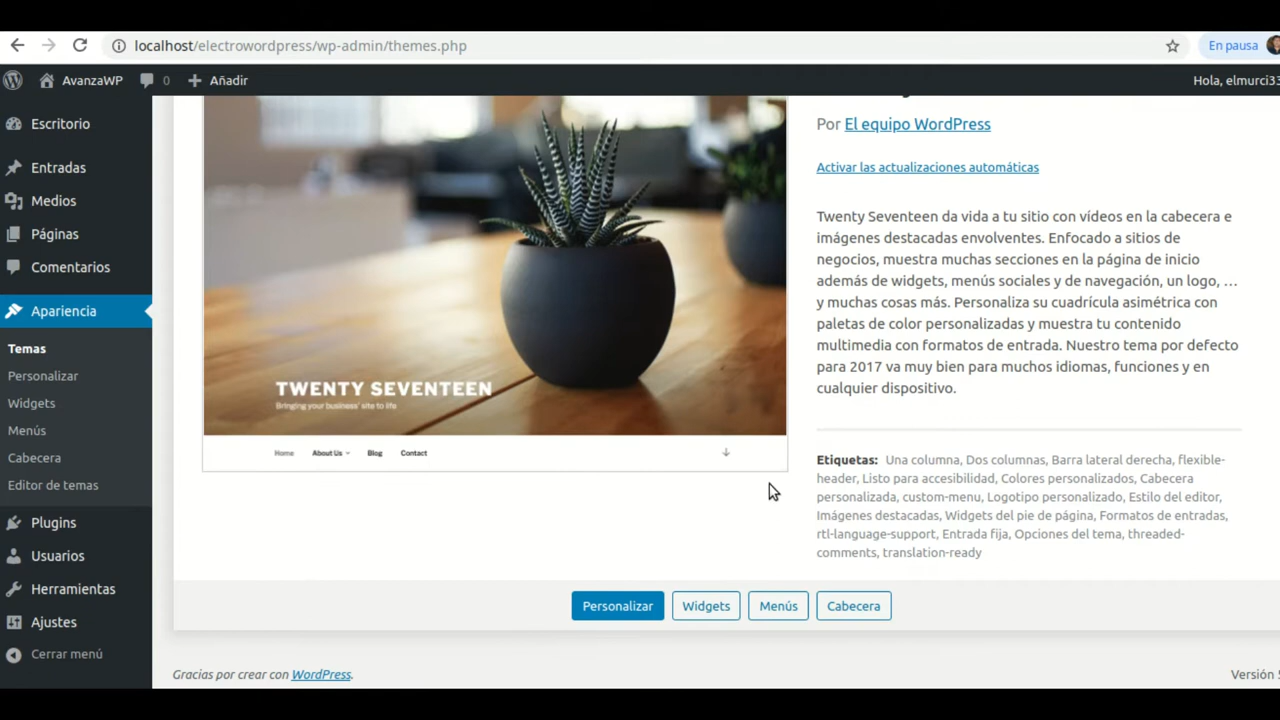 localhost/electrowordpress/wp-admin/themes.php
En pausa
AvanzaWP
0
Añadir
Hola, elmurci33
Escritorio
Entradas
Medios
Páginas
Comentarios
Apariencia
Temas
Personalizar
Widgets
Menús
Cabecera
Editor de temas
Plugins
Usuarios
Herramientas
Ajustes
Cerrar menú
TWENTY SEVENTEEN
Bringing your business' site to life
Home
About Us
Blog
Contact
Por El equipo WordPress
Activar las actualizaciones automáticas
Twenty Seventeen da vida a tu sitio con vídeos en la cabecera e
imágenes destacadas envolventes. Enfocado a sitios de
negocios, muestra muchas secciones en la página de inicio
además de widgets, menús sociales y de navegación, un logo, …
y muchas cosas más. Personaliza su cuadrícula asimétrica con
paletas de color personalizadas y muestra tu contenido
multimedia con formatos de entrada. Nuestro tema por defecto
para 2017 va muy bien para muchos idiomas, funciones y en
cualquier dispositivo.
Etiquetas: Una columna, Dos columnas, Barra lateral derecha, flexible-
header, Listo para accesibilidad, Colores personalizados, Cabecera
personalizada, custom-menu, Logotipo personalizado, Estilo del editor,
Imágenes destacadas, Widgets del pie de página, Formatos de entradas,
rtl-language-support, Entrada fija, Opciones del tema, threaded-
comments, translation-ready
Personalizar
Widgets
Menús
Cabecera
Gracias por crear con WordPress.
Versión